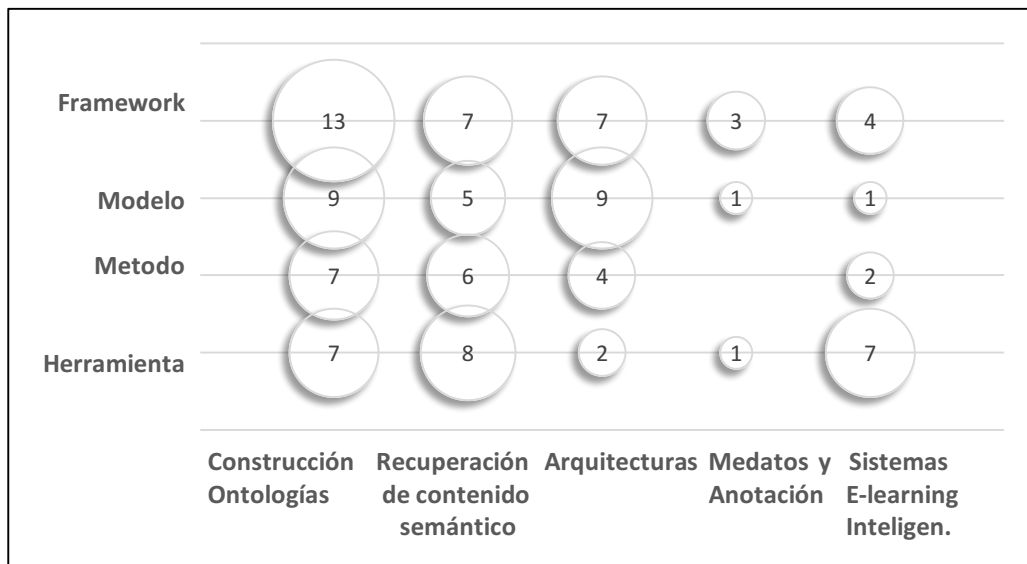 Framework 13 7 7 3 4
Modelo 9 5 9 1 1
Metodo 7 6 4 2
Herramienta 7 8 2 1 7
Construcción Recuperación Arquitecturas Medatos y Sistemas
Ontologías de contenido Anotación E-learning
semántico Inteligen.